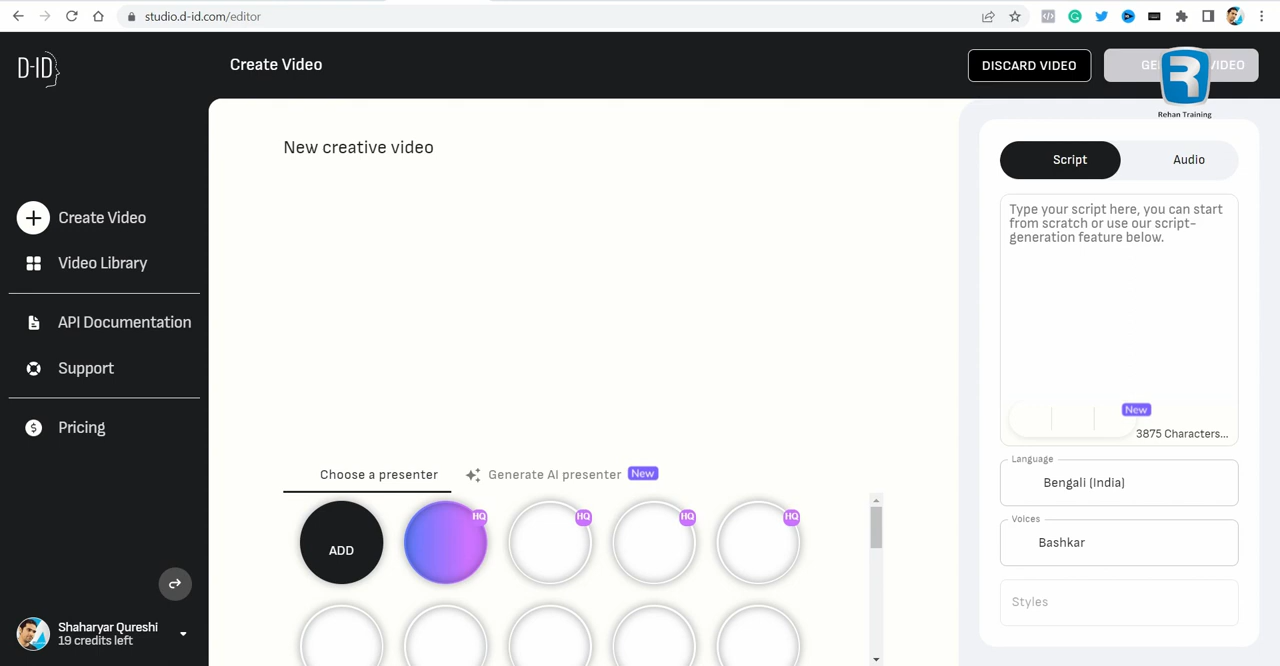 studio.d-id.com/editor
D-ID
Create Video
DISCARD VIDEO
Rehan Training
New creative video
Create Video
Video Library
API Documentation
Support
Pricing
Shaharyar Qureshi
19 credits left
Choose a presenter
Generate AI presenter New
ADD
HQ
HQ
HQ
HQ
Script
Audio
Type your script here, you can start
from scratch or use our script-
generation feature below.
New
3875 Characters...
Language
Bengali (India)
Voices
Bashkar
Styles